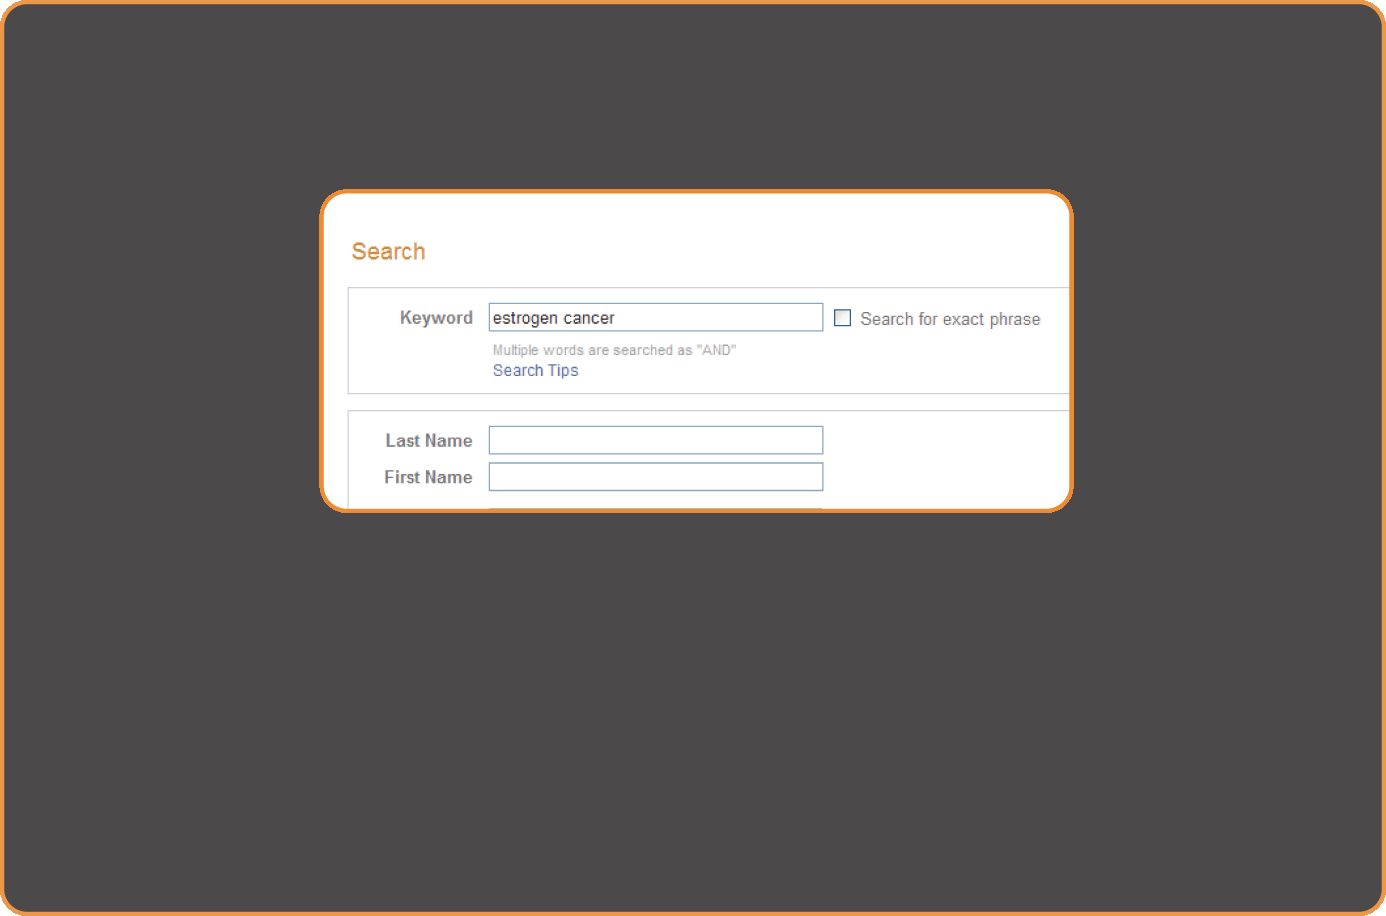 Search
Keyword estrogen cancer Search for exact phrase
Multiple words are searched as "AND"
Search Tips
Last Name
First Name